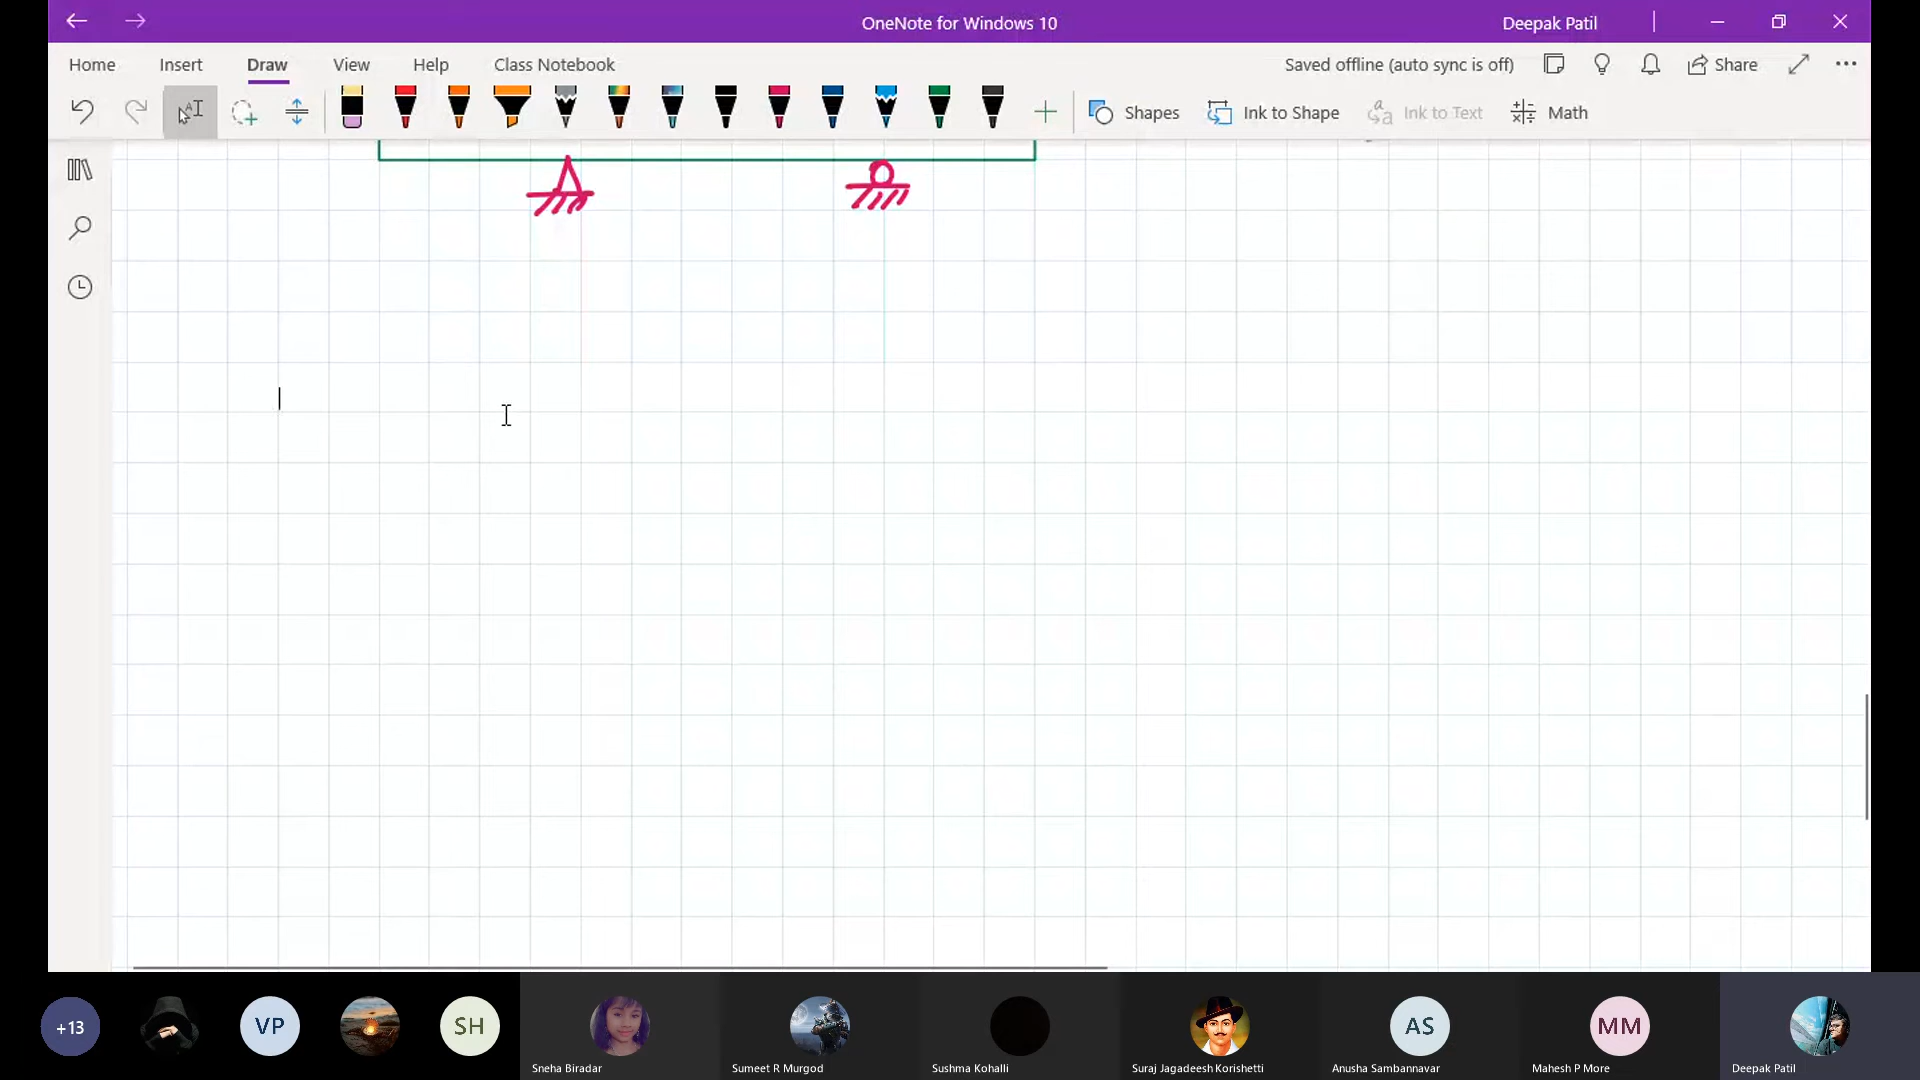 OneNote for Windows 10
Deepak Patil
Home Insert Draw View Help Class Notebook
Saved offline (auto sync is off) Share
Shapes Ink to Shape Ink to Text Math
+13 VP SH AS MM
Sneha Biradar
Sumeet R Murgod
Sushma Kohalli
Suraj Jagadeesh Korishetti
Anusha Sambannavar
Mahesh P More
Deepak Patil